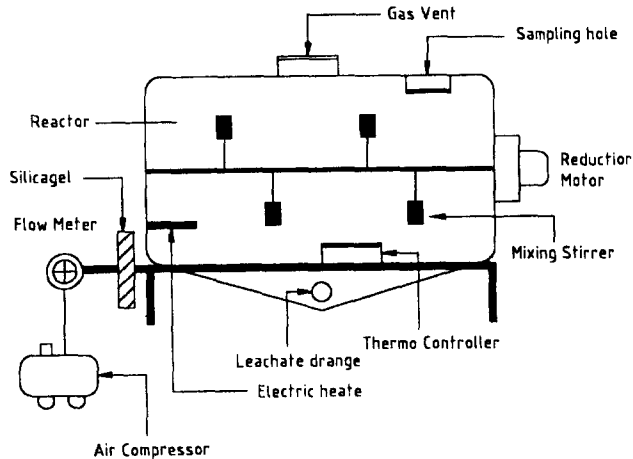 Gas Vent
Sampling hole
Reactor
Silicagel
Reduction
Motor
Flow Meter
Mixing Stirrer
Thermo Controller
Leachate drange
Electric heate
Air Compressor